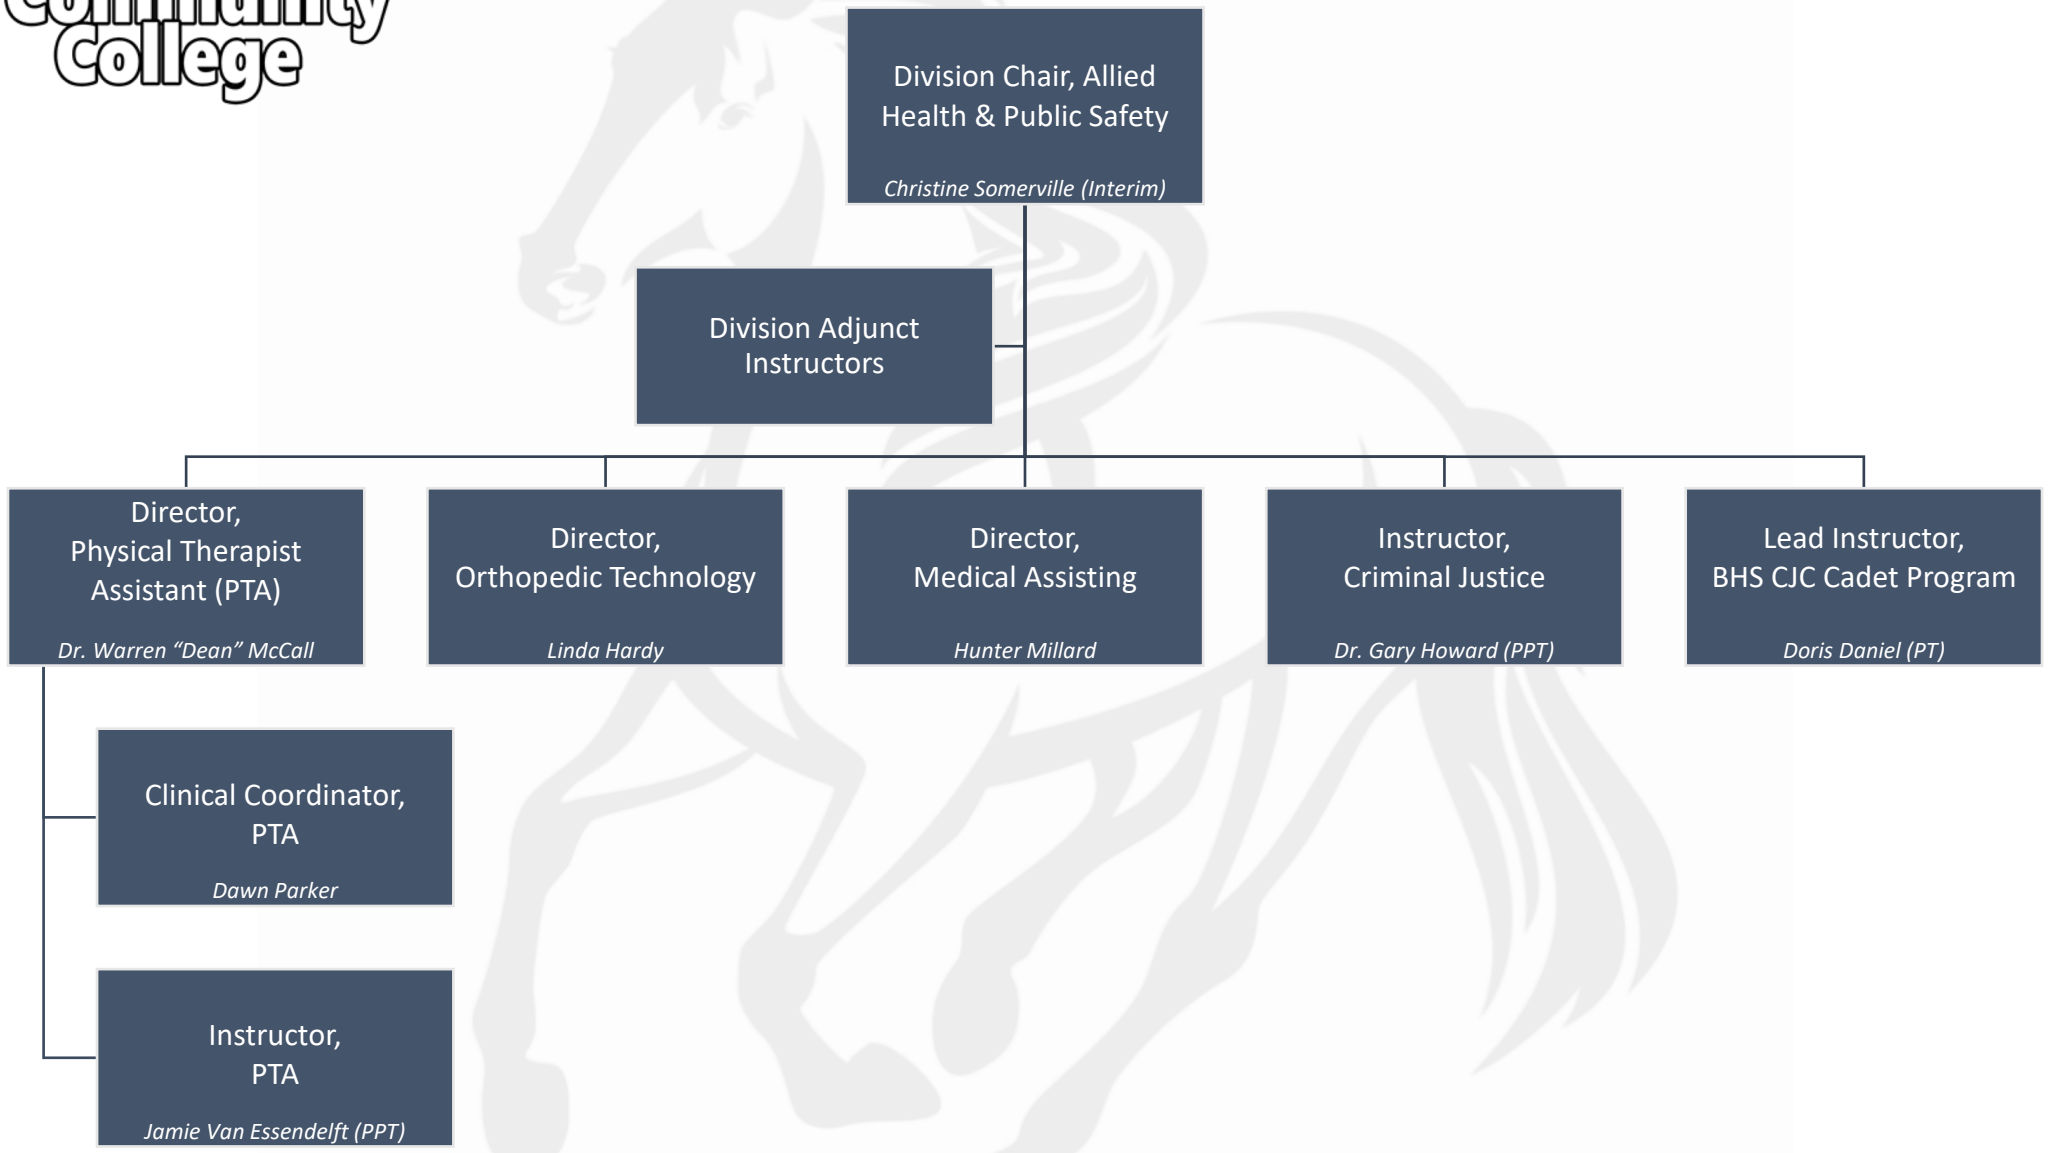 Community
College
Division Chair, Allied
Health & Public Safety
Christine Somerville (Interim)
Division Adjunct
Instructors
Director,
Physical Therapist
Assistant (PTA)
Dr. Warren “Dean” McCall
Director,
Orthopedic Technology
Linda Hardy
Director,
Medical Assisting
Hunter Millard
Instructor,
Criminal Justice
Dr. Gary Howard (PPT)
Lead Instructor,
BHS CJC Cadet Program
Doris Daniel (PT)
Clinical Coordinator,
PTA
Dawn Parker
Instructor,
PTA
Jamie Van Essendelft (PPT)